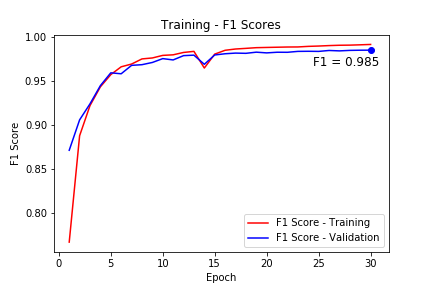 Training - F1 Scores
F1 Score
1.00
0.95
0.90
0.85
0.80
F1 = 0.985
F1 Score - Training
F1 Score - Validation
0 5 10 15 20 25 30
Epoch